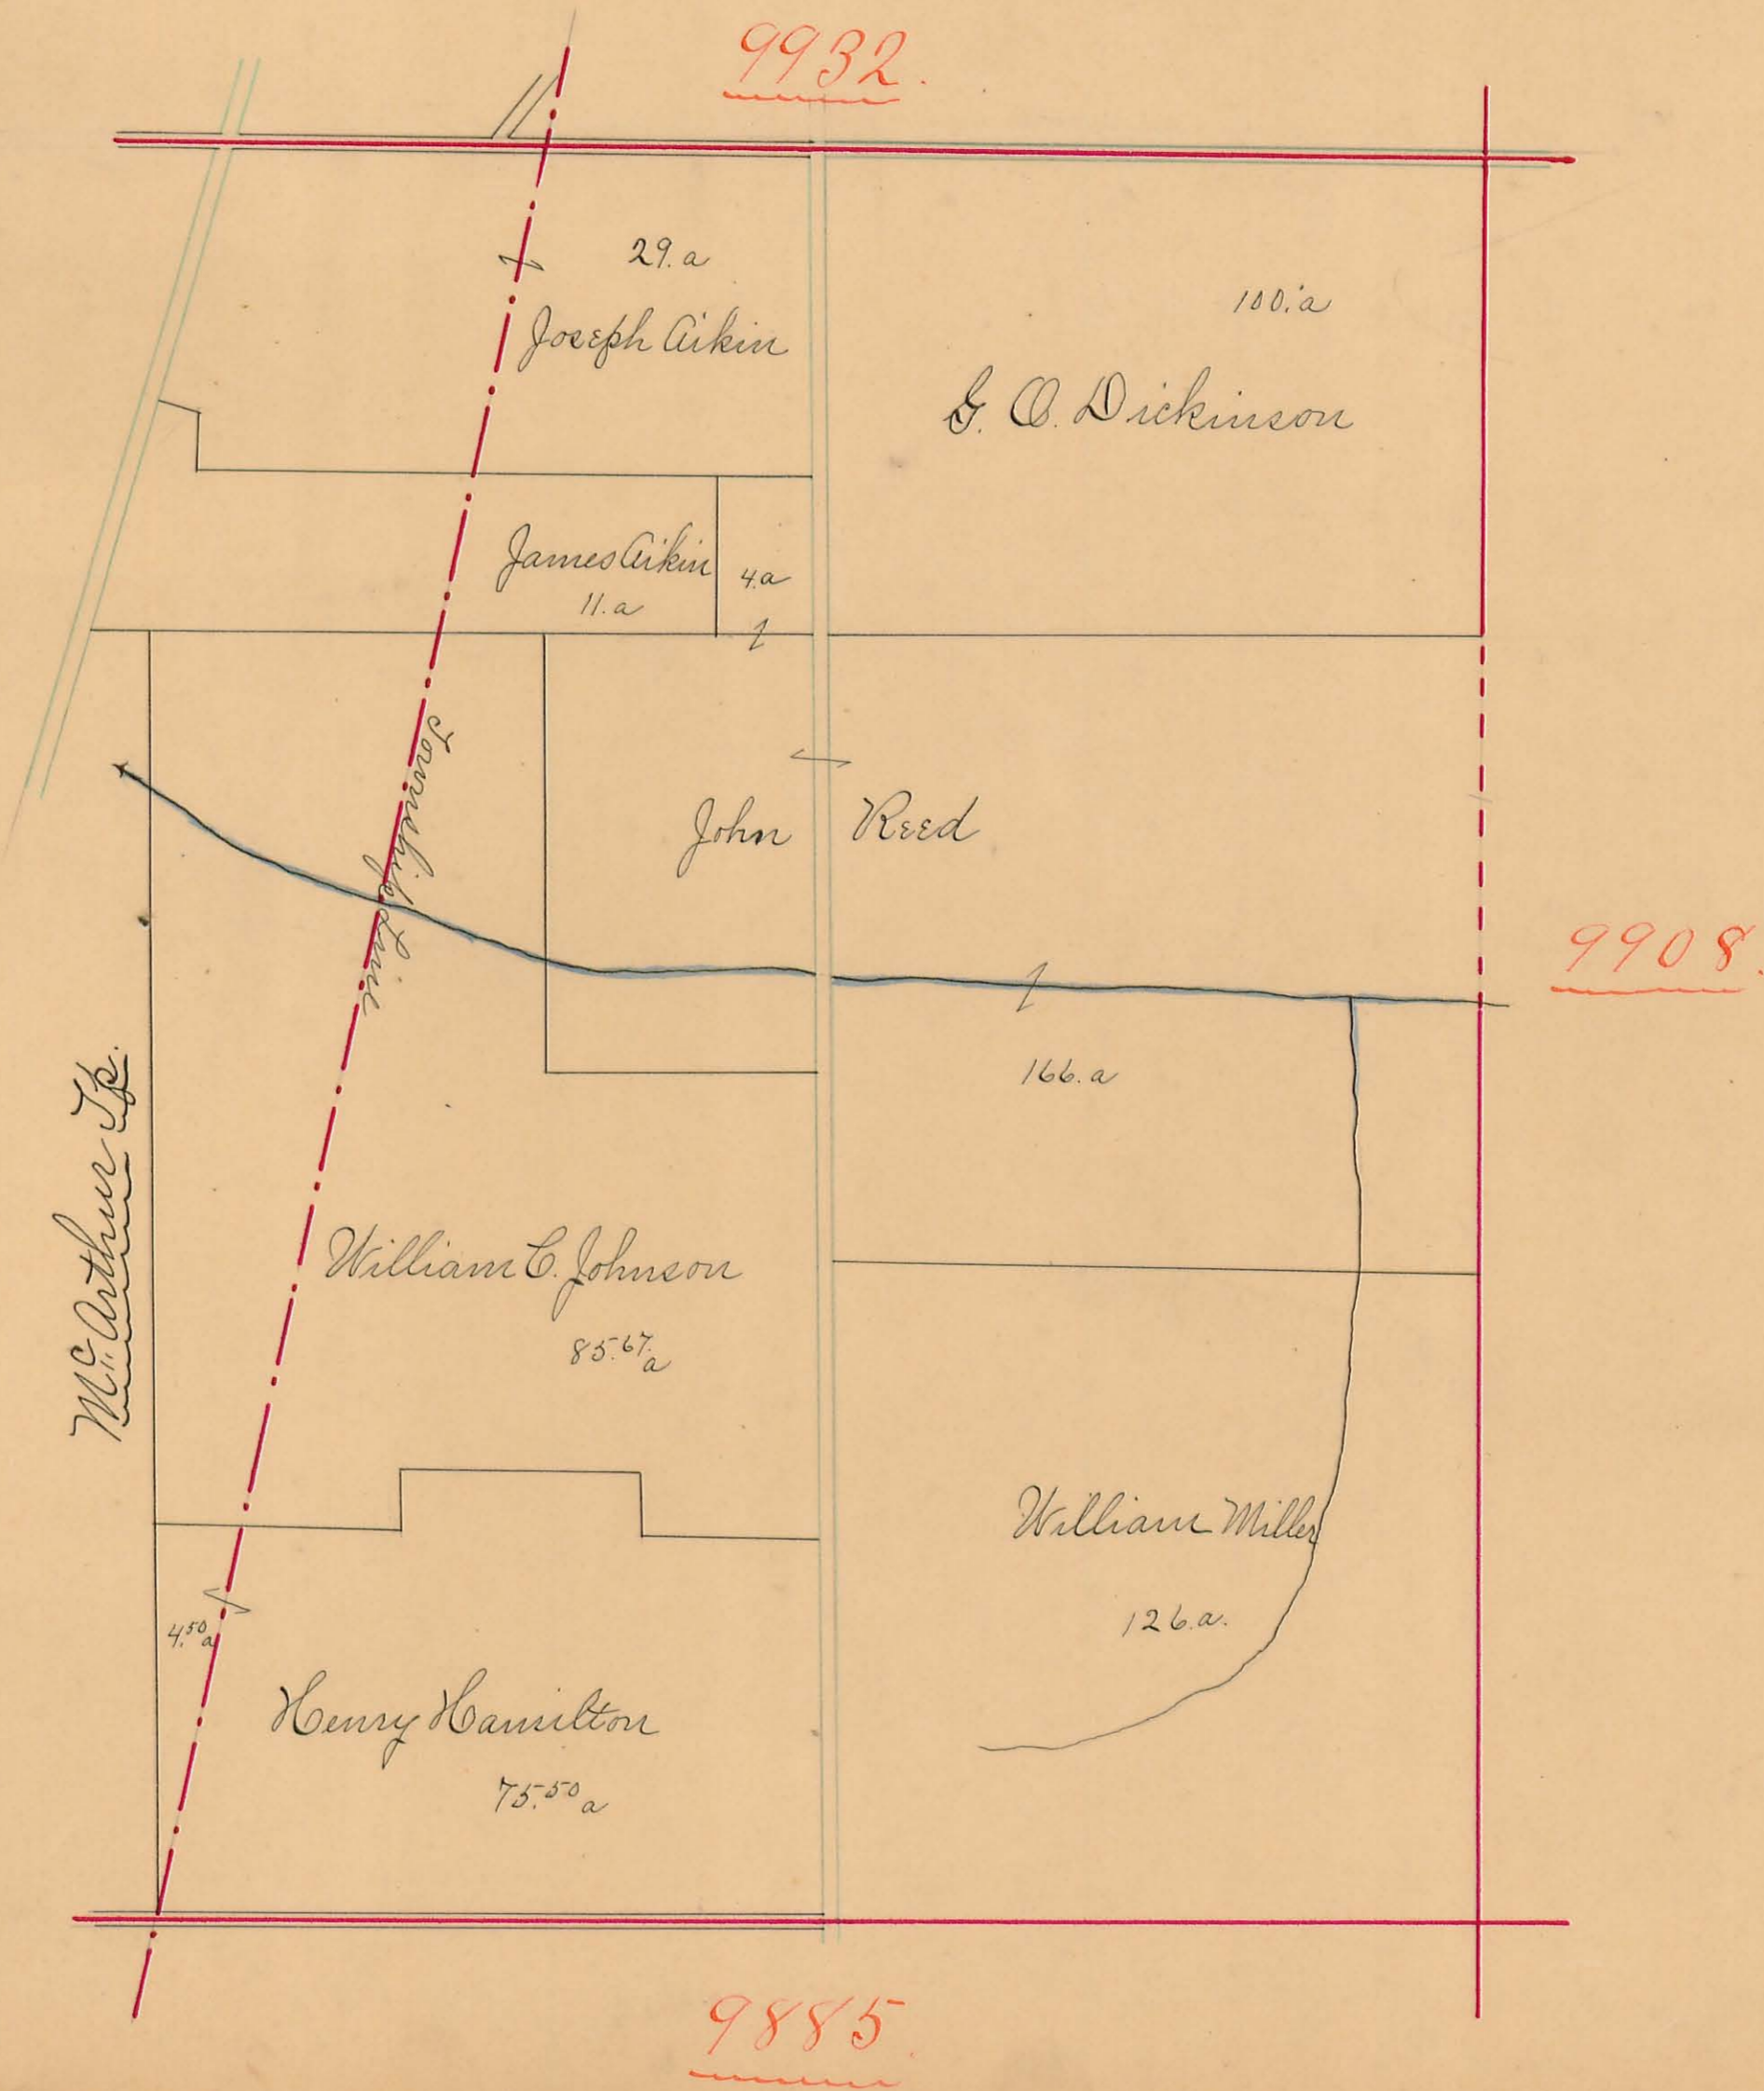 9932.
29.a
Joseph Aikin
100.a
G. O. Dickinson
James Aikin
11.a
4.a
Township Line
John Reed
9908.
166.a
McArthur Tp.
William C. Johnson
85.67 a
William Miller
126.a.
4.50 a
Henry Hamilton
75.50 a
9885.